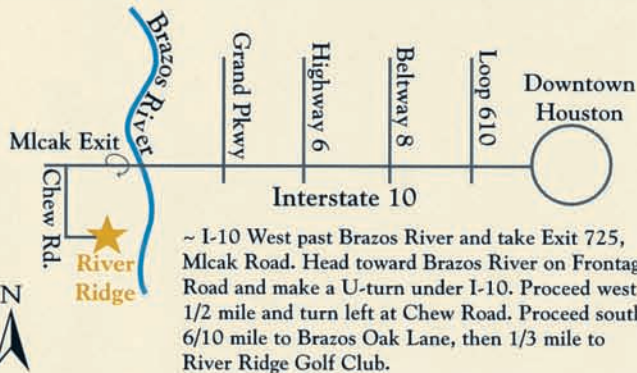 Brazos River
Grand Pkwy
Highway 6
Beltway 8
Loop 610
Downtown
Houston
Mlcak Exit
Chew Rd.
Interstate 10
River
Ridge
N
~ I-10 West past Brazos River and take Exit 725,
Mlcak Road. Head toward Brazos River on Frontag
Road and make a U-turn under I-10. Proceed west
1/2 mile and turn left at Chew Road. Proceed south
6/10 mile to Brazos Oak Lane, then 1/3 mile to
River Ridge Golf Club.